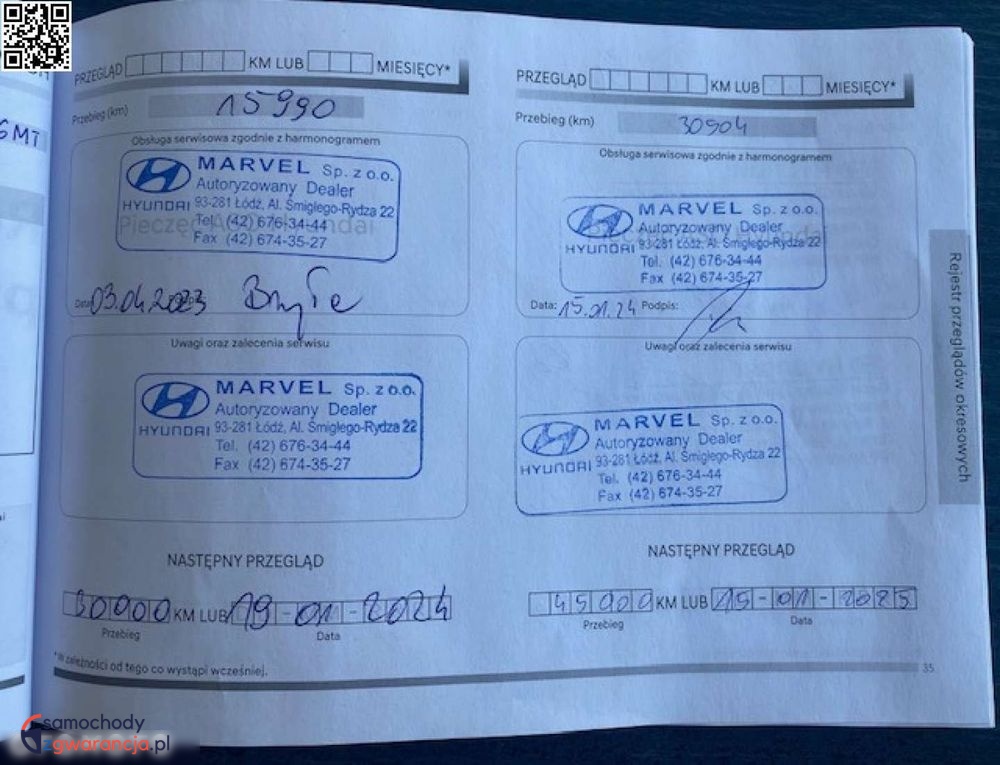 PRZEGLĄD KM LUB MIESIĘCY*
Przebieg (km) 15990
Obsługa serwisowa zgodnie z harmonogramem
MARVEL Sp. z o.o.
Autoryzowany Dealer
HYUNDAI 93-281 Łódź, Al. Śmigłego-Rydza 22
Tel. (42) 676-34-44
Fax (42) 674-35-27
Data: 03.04.2023
Uwagi oraz zalecenia serwisu
MARVEL Sp. z o.o.
Autoryzowany Dealer
HYUNDAI 93-281 Łódź, Al. Śmigłego-Rydza 22
Tel. (42) 676-34-44
Fax (42) 674-35-27
NASTĘPNY PRZEGLĄD
30000 KM LUB 19-01-2024
Przebieg Data
*W zależności od tego co wystąpi wcześniej.
PRZEGLĄD KM LUB MIESIĘCY*
Przebieg (km) 30904
Obsługa serwisowa zgodnie z harmonogramem
MARVEL Sp. z o.o.
Autoryzowany Dealer
HYUNDAI 93-281 Łódź, Al. Śmigłego-Rydza 22
Tel. (42) 676-34-44
Fax (42) 674-35-27
Data: 15.01.24 Podpis:
Uwagi oraz zalecenia serwisu
MARVEL Sp. z o.o.
Autoryzowany Dealer
HYUNDAI 93-281 Łódź, Al. Śmigłego-Rydza 22
Tel. (42) 676-34-44
Fax (42) 674-35-27
NASTĘPNY PRZEGLĄD
45000 KM LUB 15-01-2025
Przebieg Data
35
Rejestr przeglądów okresowych
6MT
samochody
zgwarancja.pl